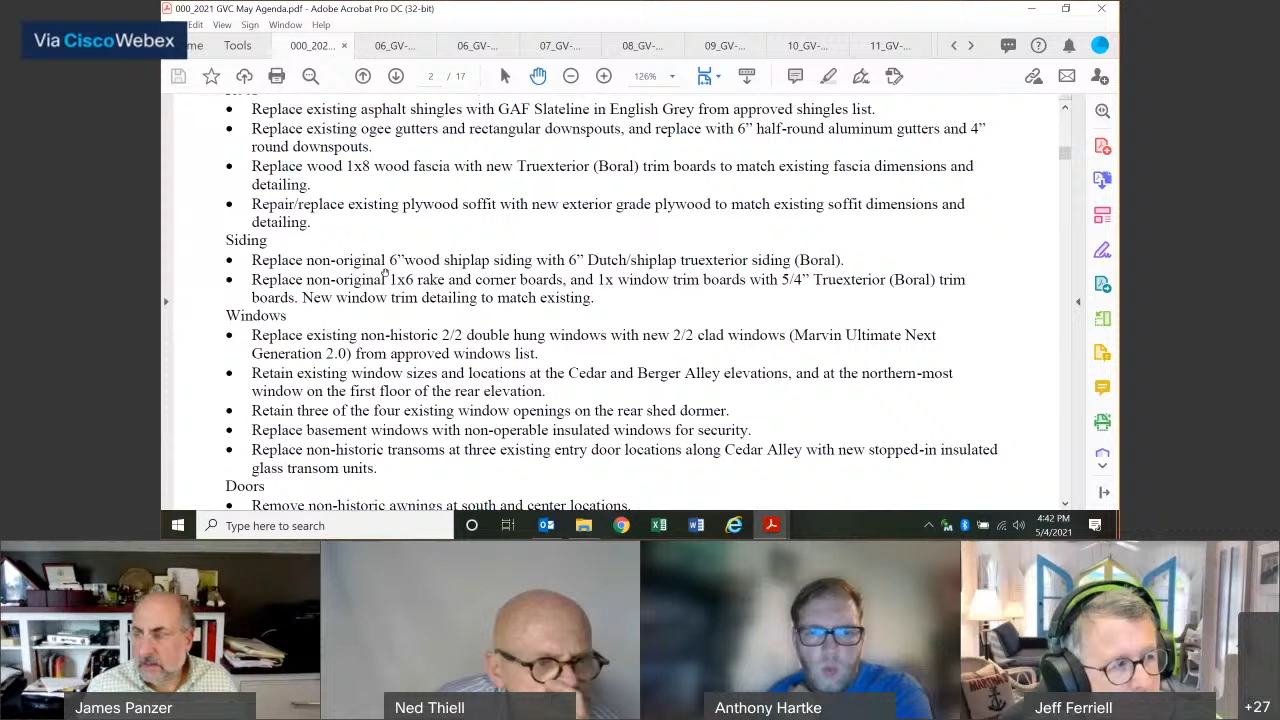 000_2021 GVC May Agenda.pdf - Adobe Acrobat Pro DC (32-bit)
Edit View Sign Window Help
Via Cisco Webex
me Tools 000_202... × 06_G 06_GV-... 07_GV-... 08_GV-... 09_GV-... 10_GV-... 11_GV-...
2 / 17 126%
Replace existing asphalt shingles with GAF Slateline in English Grey from approved shingles list.
Replace existing ogee gutters and rectangular downspouts, and replace with 6” half-round aluminum gutters and 4”
round downspouts.
Replace wood 1x wood fascia with new Truexterior (Boral) trim boards to match existing fascia dimensions and
detailing.
Repair/replace existing plywood soffit with new exterior grade plywood to match existing soffit dimensions and
detailing.
Siding
Replace non-original 6”wood shiplap siding with 6” Dutch/shiplap truexterior siding (Boral).
Replace non-original 1x rake and corner boards, and 1x window trim boards with 5/4” Truexterior (Boral) trim
boards. New window trim detailing to match existing.
Windows
Replace existing non-historic 2/2 double hung windows with new 2/2 clad windows (Marvin Ultimate Next
Generation 2.0) from approved windows list.
Retain existing window sizes and locations at the Cedar and Berger Alley elevations, and at the northern-most
window on the first floor of the rear elevation.
Retain three of the four existing window openings on the rear shed dormer.
Replace basement windows with non-operable insulated windows for security.
Replace non-historic transoms at three existing entry door locations along Cedar Alley with new stopped-in insulated
glass transom units.
Doors
Remove non-historic awnings at south and center locations.
Type here to search
4:42 PM
5/4/2021
James Panzer
Ned Thiell
Anthony Hartke
Jeff Ferriell
+27